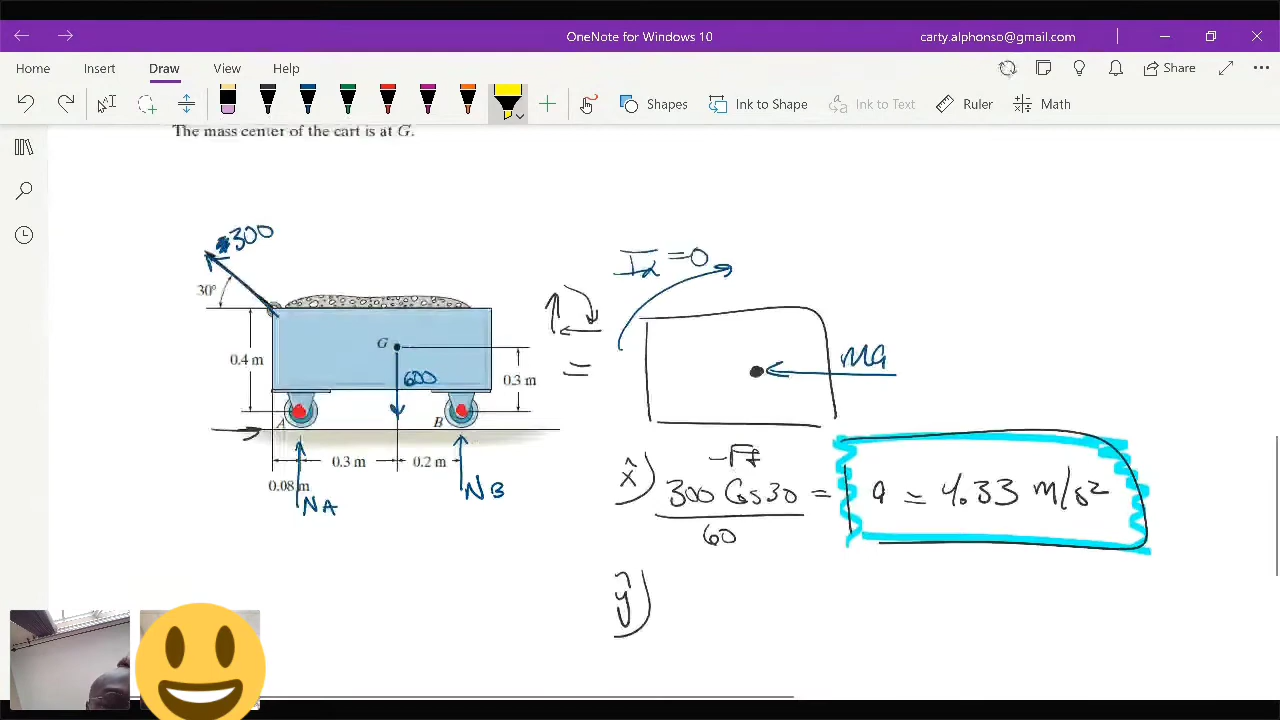 OneNote for Windows 10
carty.alphonso@gmail.com
Home Insert Draw View Help
Share
Shapes Ink to Shape Ink to Text Ruler Math
The mass center of the cart is at G.
300
30°
0.4 m
G
600
0.3 m
A
B
0.3 m
0.2 m
0.08 m
NA
NB
=
Iα = 0
ma
x̂)
300 Cos30 = a = 4.33 m/s²
60
ŷ)